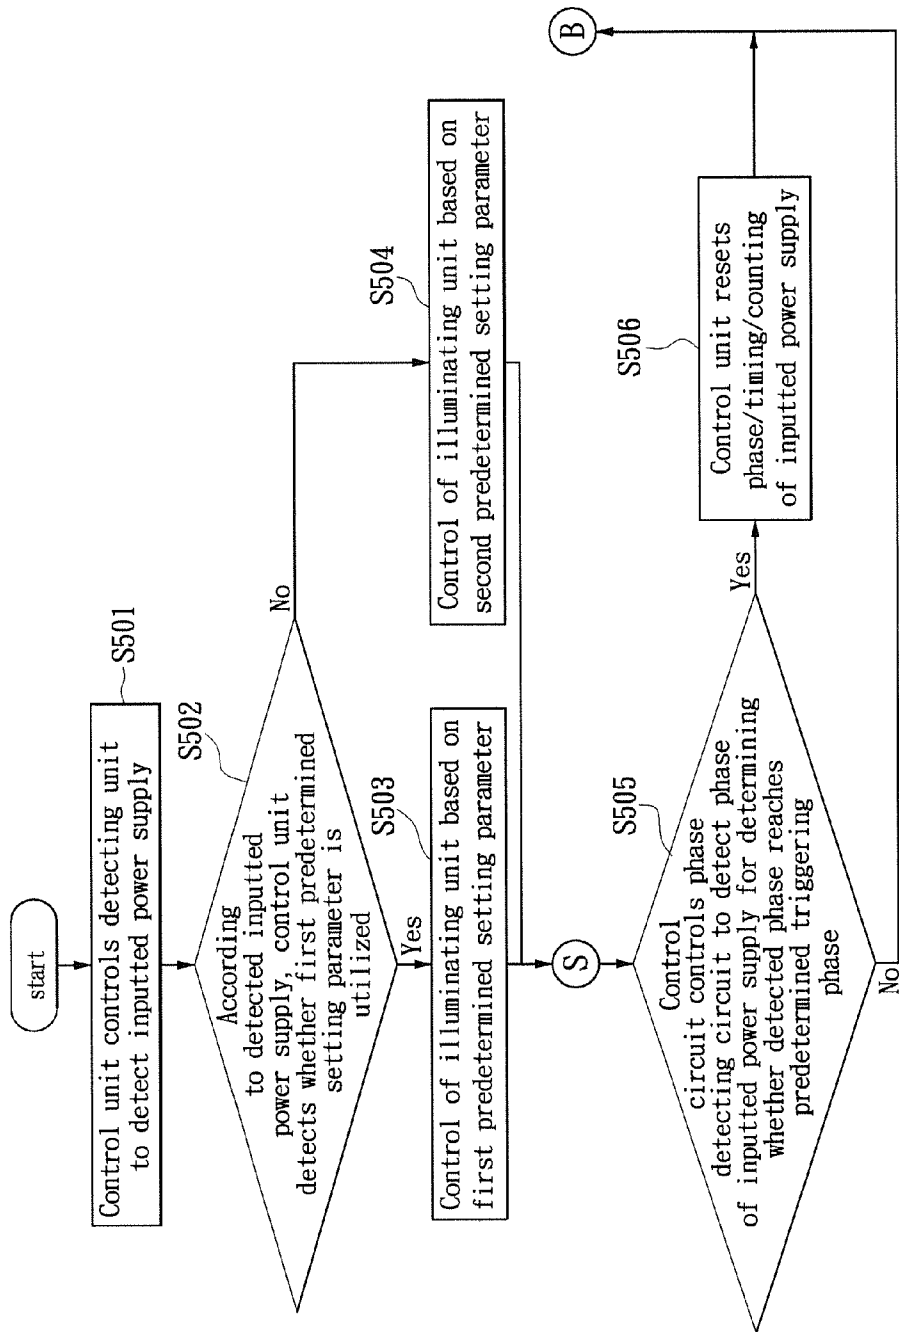 start
Control unit controls detecting unit
to detect inputted power supply
S501
According
to detected inputted
power supply, control unit
detects whether first predetermined
setting parameter is
utilized
S502
No
Yes
Control of illuminating unit based on
first predetermined setting parameter
S503
Control of illuminating unit based on
second predetermined setting parameter
S504
S
Control
circuit controls phase
detecting circuit to detect phase
of inputted power supply for determining
whether detected phase reaches
predetermined triggering
phase
S505
Yes
No
Control unit resets
phase/timing/counting
of inputted power supply
S506
B